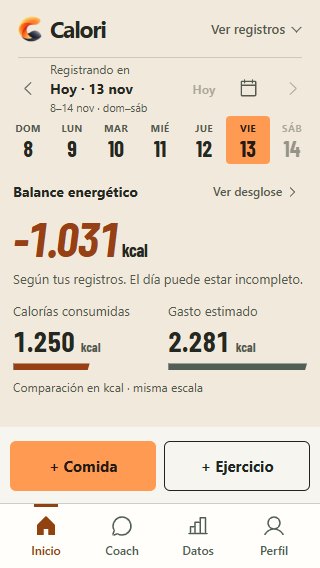 Calori
Ver registros
Registrando en
Hoy · 13 nov
8–14 nov · dom–sáb
Hoy
DOM LUN MAR MIÉ JUE VIE SÁB
8 9 10 11 12 13 14
Balance energético
Ver desglose
-1.031 kcal
Según tus registros. El día puede estar incompleto.
Calorías consumidas
Gasto estimado
1.250 kcal
2.281 kcal
Comparación en kcal · misma escala
+ Comida
+ Ejercicio
Inicio Coach Datos Perfil